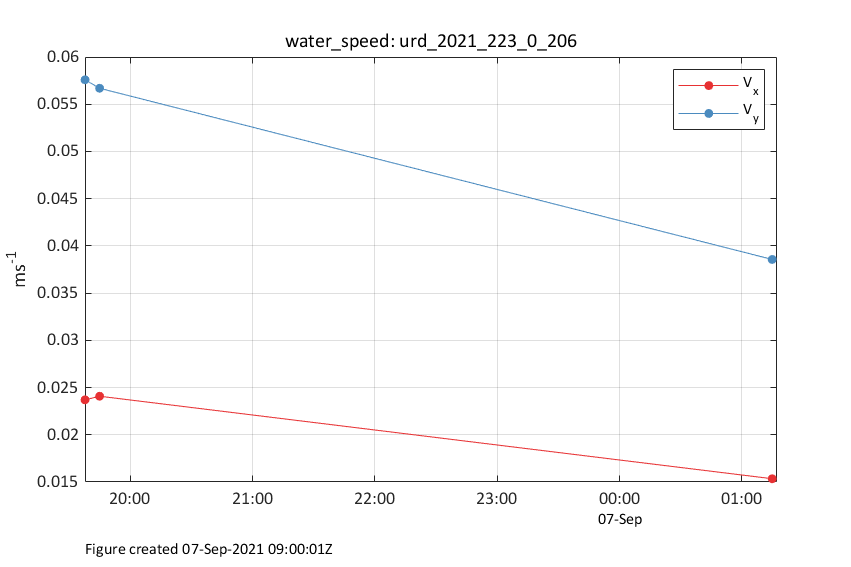 water_speed: urd_2021_223_0_206
0.06
0.055
0.05
0.045
0.04
0.035
0.03
0.025
0.02
0.015
ms⁻¹
Vₓ
V_y
20:00 21:00 22:00 23:00 00:00 01:00
07-Sep
Figure created 07-Sep-2021 09:00:01Z